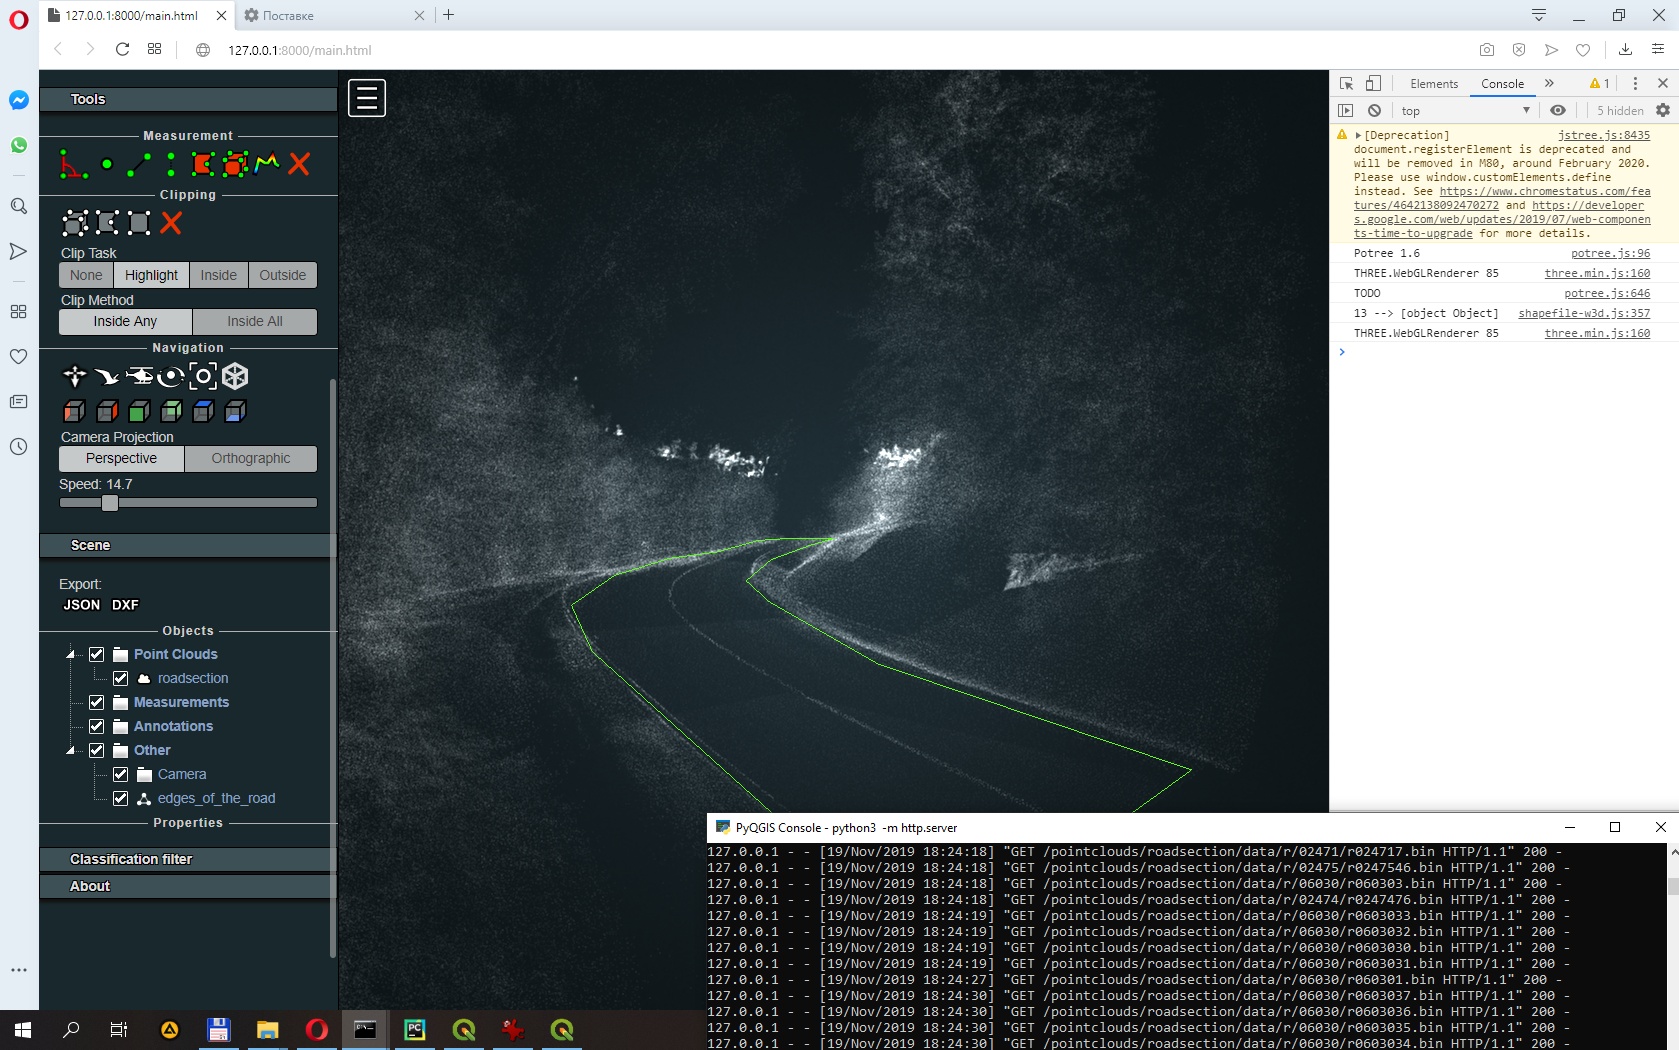 127.0.0.1:8000/main.html
Поставке
127.0.0.1:8000/main.html
Tools
Measurement
Clipping
Clip Task
None Highlight Inside Outside
Clip Method
Inside Any Inside All
Navigation
Camera Projection
Perspective Orthographic
Speed: 14.7
Scene
Export:
JSON DXF
Objects
Point Clouds
roadsection
Measurements
Annotations
Other
Camera
edges_of_the_road
Properties
Classification filter
About
Elements Console 1
top 5 hidden
[Deprecation] jstree.js:8435
document.registerElement is deprecated and
will be removed in M80, around February 2020.
Please use window.customElements.define
instead. See https://www.chromestatus.com/fea
tures/4642138092470272 and https://developer
s.google.com/web/updates/2019/07/web-componen
ts-time-to-upgrade for more details.
Potree 1.6 potree.js:96
THREE.WebGLRenderer 85 three.min.js:160
TODO potree.js:646
13 --> [object Object] shapefile-w3d.js:357
THREE.WebGLRenderer 85 three.min.js:160
PyQGIS Console - python3 -m http.server
127.0.0.1 - - [19/Nov/2019 18:24:18] "GET /pointclouds/roadsection/data/r/02471/r024717.bin HTTP/1.1" 200 -
127.0.0.1 - - [19/Nov/2019 18:24:18] "GET /pointclouds/roadsection/data/r/02475/r0247546.bin HTTP/1.1" 200 -
127.0.0.1 - - [19/Nov/2019 18:24:18] "GET /pointclouds/roadsection/data/r/06030/r060303.bin HTTP/1.1" 200 -
127.0.0.1 - - [19/Nov/2019 18:24:18] "GET /pointclouds/roadsection/data/r/02474/r0247476.bin HTTP/1.1" 200 -
127.0.0.1 - - [19/Nov/2019 18:24:19] "GET /pointclouds/roadsection/data/r/06030/r0603033.bin HTTP/1.1" 200 -
127.0.0.1 - - [19/Nov/2019 18:24:19] "GET /pointclouds/roadsection/data/r/06030/r0603032.bin HTTP/1.1" 200 -
127.0.0.1 - - [19/Nov/2019 18:24:19] "GET /pointclouds/roadsection/data/r/06030/r0603030.bin HTTP/1.1" 200 -
127.0.0.1 - - [19/Nov/2019 18:24:19] "GET /pointclouds/roadsection/data/r/06030/r0603031.bin HTTP/1.1" 200 -
127.0.0.1 - - [19/Nov/2019 18:24:27] "GET /pointclouds/roadsection/data/r/06030/r060301.bin HTTP/1.1" 200 -
127.0.0.1 - - [19/Nov/2019 18:24:30] "GET /pointclouds/roadsection/data/r/06030/r0603037.bin HTTP/1.1" 200 -
127.0.0.1 - - [19/Nov/2019 18:24:30] "GET /pointclouds/roadsection/data/r/06030/r0603036.bin HTTP/1.1" 200 -
127.0.0.1 - - [19/Nov/2019 18:24:30] "GET /pointclouds/roadsection/data/r/06030/r0603035.bin HTTP/1.1" 200 -
127.0.0.1 - - [19/Nov/2019 18:24:30] "GET /pointclouds/roadsection/data/r/06030/r0603034.bin HTTP/1.1" 200 -
PC